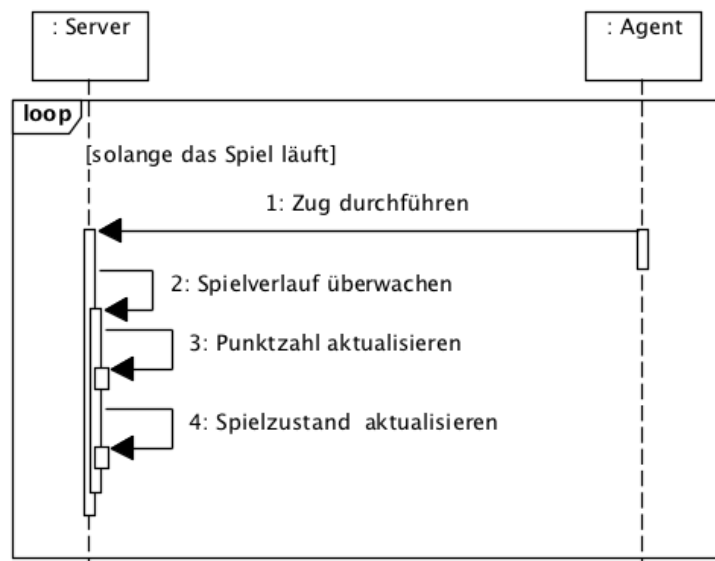 : Server
: Agent
loop
[solange das Spiel läuft]
1: Zug durchführen
2: Spielverlauf überwachen
3: Punktzahl aktualisieren
4: Spielzustand aktualisieren